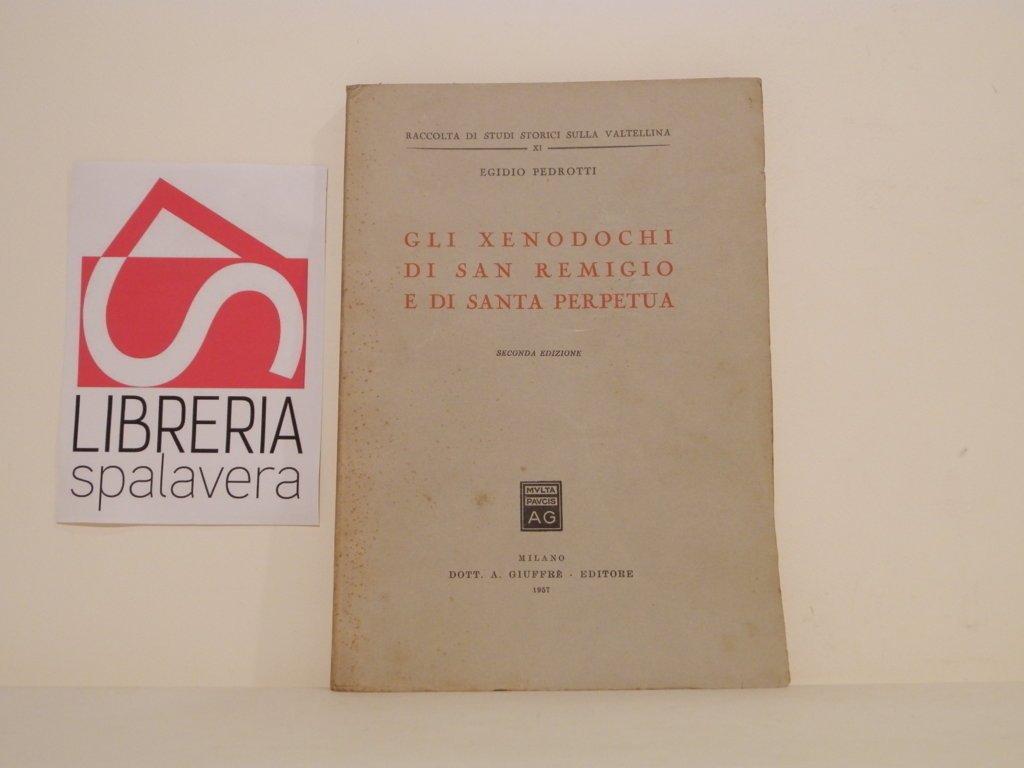 LIBRERIA
spalavera
RACCOLTA DI STUDI STORICI SULLA VALTELLINA
XI
EGIDIO PEDROTTI
GLI XENODOCHI
DI SAN REMIGIO
E DI SANTA PERPETUA
SECONDA EDIZIONE
MVLTA
PAVCIS
AG
MILANO
DOTT. A. GIUFFRÈ - EDITORE
1957